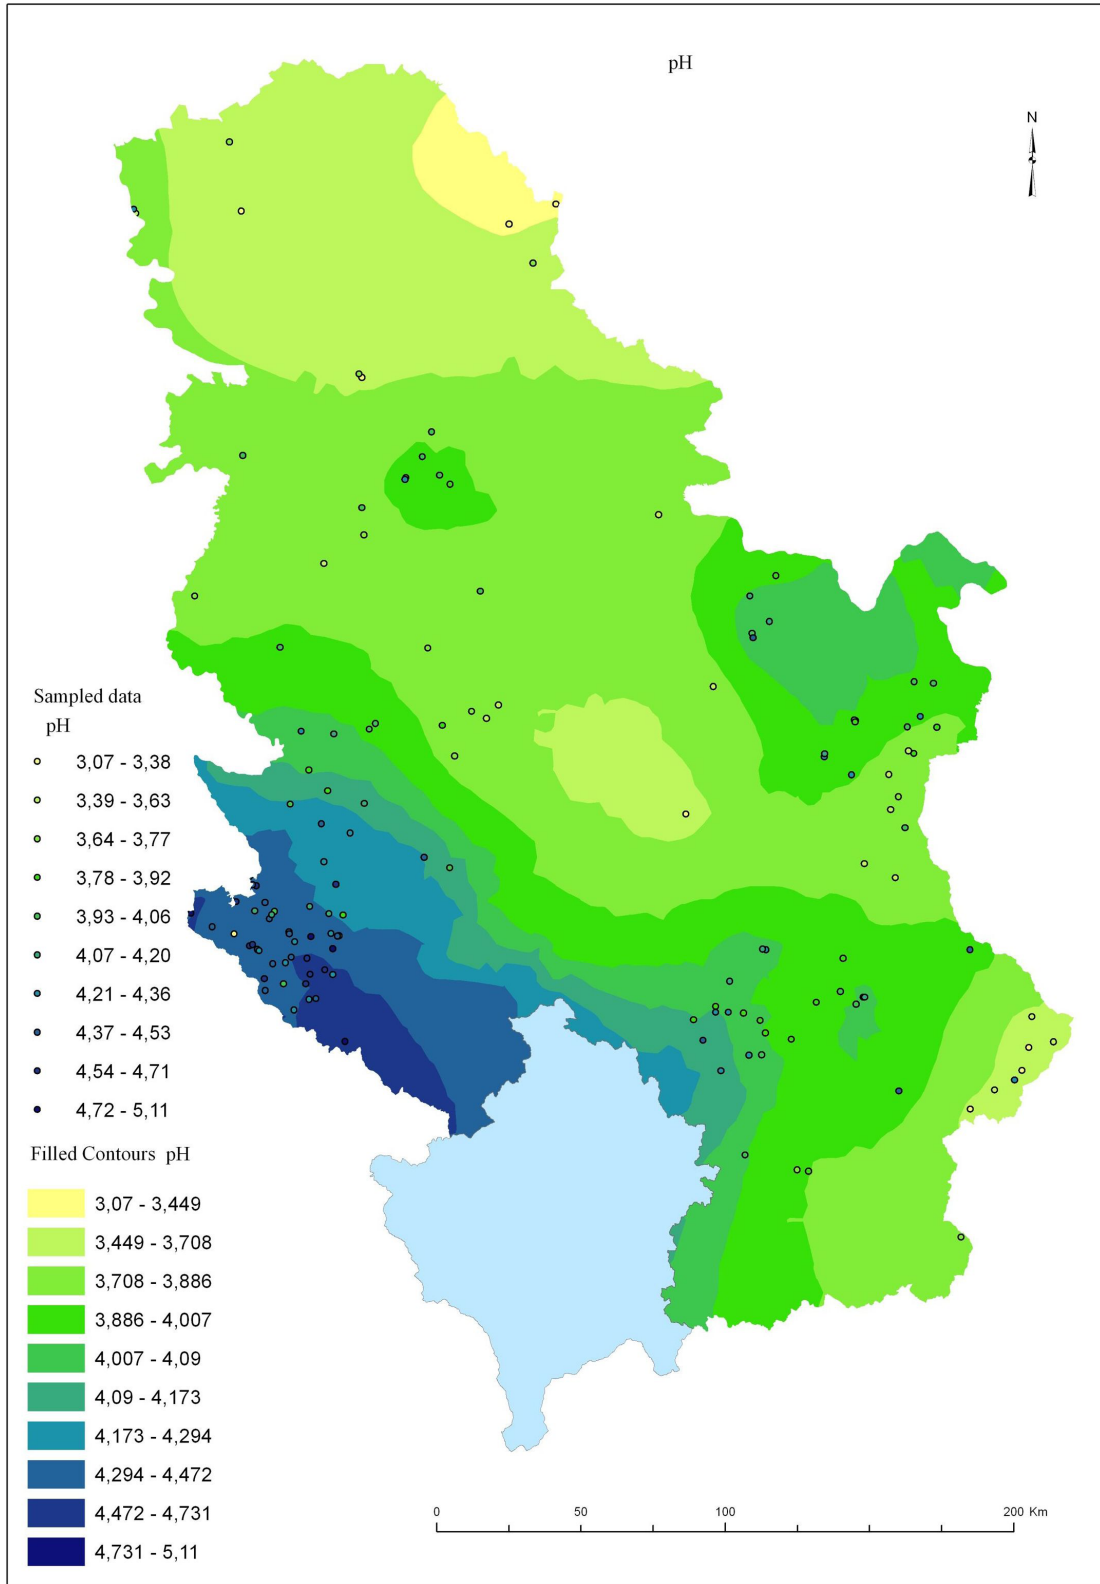 pH
N
Sampled data
pH
3,07 - 3,38
3,39 - 3,63
3,64 - 3,77
3,78 - 3,92
3,93 - 4,06
4,07 - 4,20
4,21 - 4,36
4,37 - 4,53
4,54 - 4,71
4,72 - 5,11
Filled Contours pH
3,07 - 3,449
3,449 - 3,708
3,708 - 3,886
3,886 - 4,007
4,007 - 4,09
4,09 - 4,173
4,173 - 4,294
4,294 - 4,472
4,472 - 4,731
4,731 - 5,11
0 50 100 200 Km